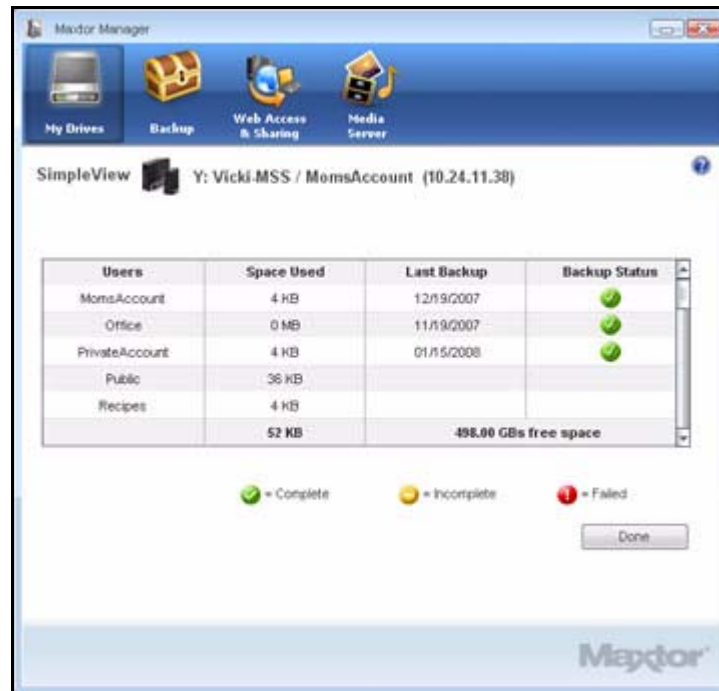 Maxtor Manager
My Drives
Backup
Web Access
& Sharing
Media
Server
SimpleView Y: Vicki-MSS / MomsAccount (10.24.11.38)
Users Space Used Last Backup Backup Status
MomsAccount 4 KB 12/19/2007
Office 0 MB 11/19/2007
PrivateAccount 4 KB 01/15/2008
Public 36 KB
Recipes 4 KB
52 KB 498.00 GBs free space
= Complete = Incomplete = Failed
Done
Maxtor